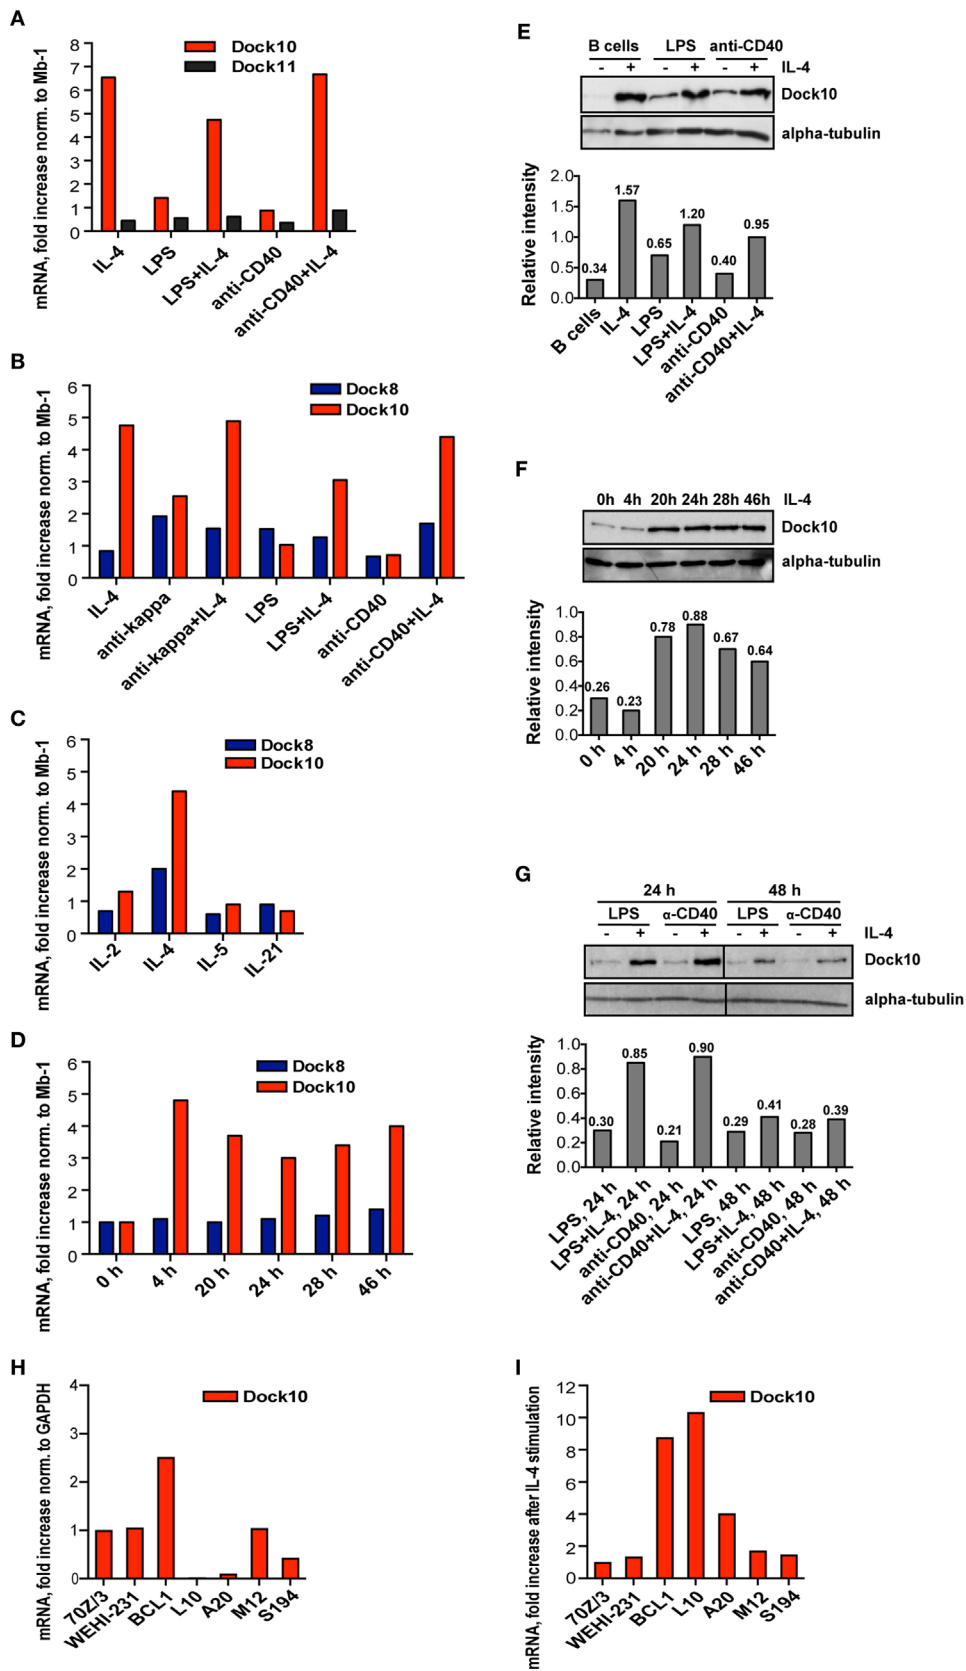 A
mRNA, fold increase norm. to Mb-1
8
7
6
5
4
3
2
1
0
Dock10
Dock11
IL-4
LPS
LPS+IL-4
anti-CD40
anti-CD40+IL-4
B
mRNA, fold increase norm. to Mb-1
6
5
4
3
2
1
0
Dock8
Dock10
IL-4
anti-kappa
anti-kappa+IL-4
LPS
LPS+IL-4
anti-CD40
anti-CD40+IL-4
C
mRNA, fold increase norm. to Mb-1
6
5
4
3
2
1
0
Dock8
Dock10
IL-2
IL-4
IL-5
IL-21
D
mRNA, fold increase norm. to Mb-1
6
5
4
3
2
1
0
Dock8
Dock10
0 h
4 h
20 h
24 h
28 h
46 h
E
B cells LPS anti-CD40
- + - + - + IL-4
Dock10
alpha-tubulin
Relative intensity
2.0
1.5
1.0
0.5
0.0
0.34
1.57
0.65
1.20
0.40
0.95
B cells
IL-4
LPS
LPS+IL-4
anti-CD40
anti-CD40+IL-4
F
0h 4h 20h 24h 28h 46h IL-4
Dock10
alpha-tubulin
Relative intensity
1.0
0.8
0.6
0.4
0.2
0.0
0.26
0.23
0.78
0.88
0.67
0.64
0 h
4 h
20 h
24 h
28 h
46 h
G
24 h 48 h
LPS α-CD40 LPS α-CD40
- + - + - + - + IL-4
Dock10
alpha-tubulin
Relative intensity
1.0
0.8
0.6
0.4
0.2
0.0
0.30
0.85
0.21
0.90
0.29
0.41
0.28
0.39
LPS, 24 h
LPS+IL-4, 24 h
anti-CD40, 24 h
anti-CD40+IL-4, 24 h
LPS, 48 h
LPS+IL-4, 48 h
anti-CD40, 48 h
anti-CD40+IL-4, 48 h
H
mRNA, fold increase norm. to GAPDH
4
3
2
1
0
Dock10
70Z/3
WEHI-231
BCL1
L10
A20
M12
S194
I
mRNA, fold increase after IL-4 stimulation
12
10
8
6
4
2
0
Dock10
70Z/3
WEHI-231
BCL1
L10
A20
M12
S194